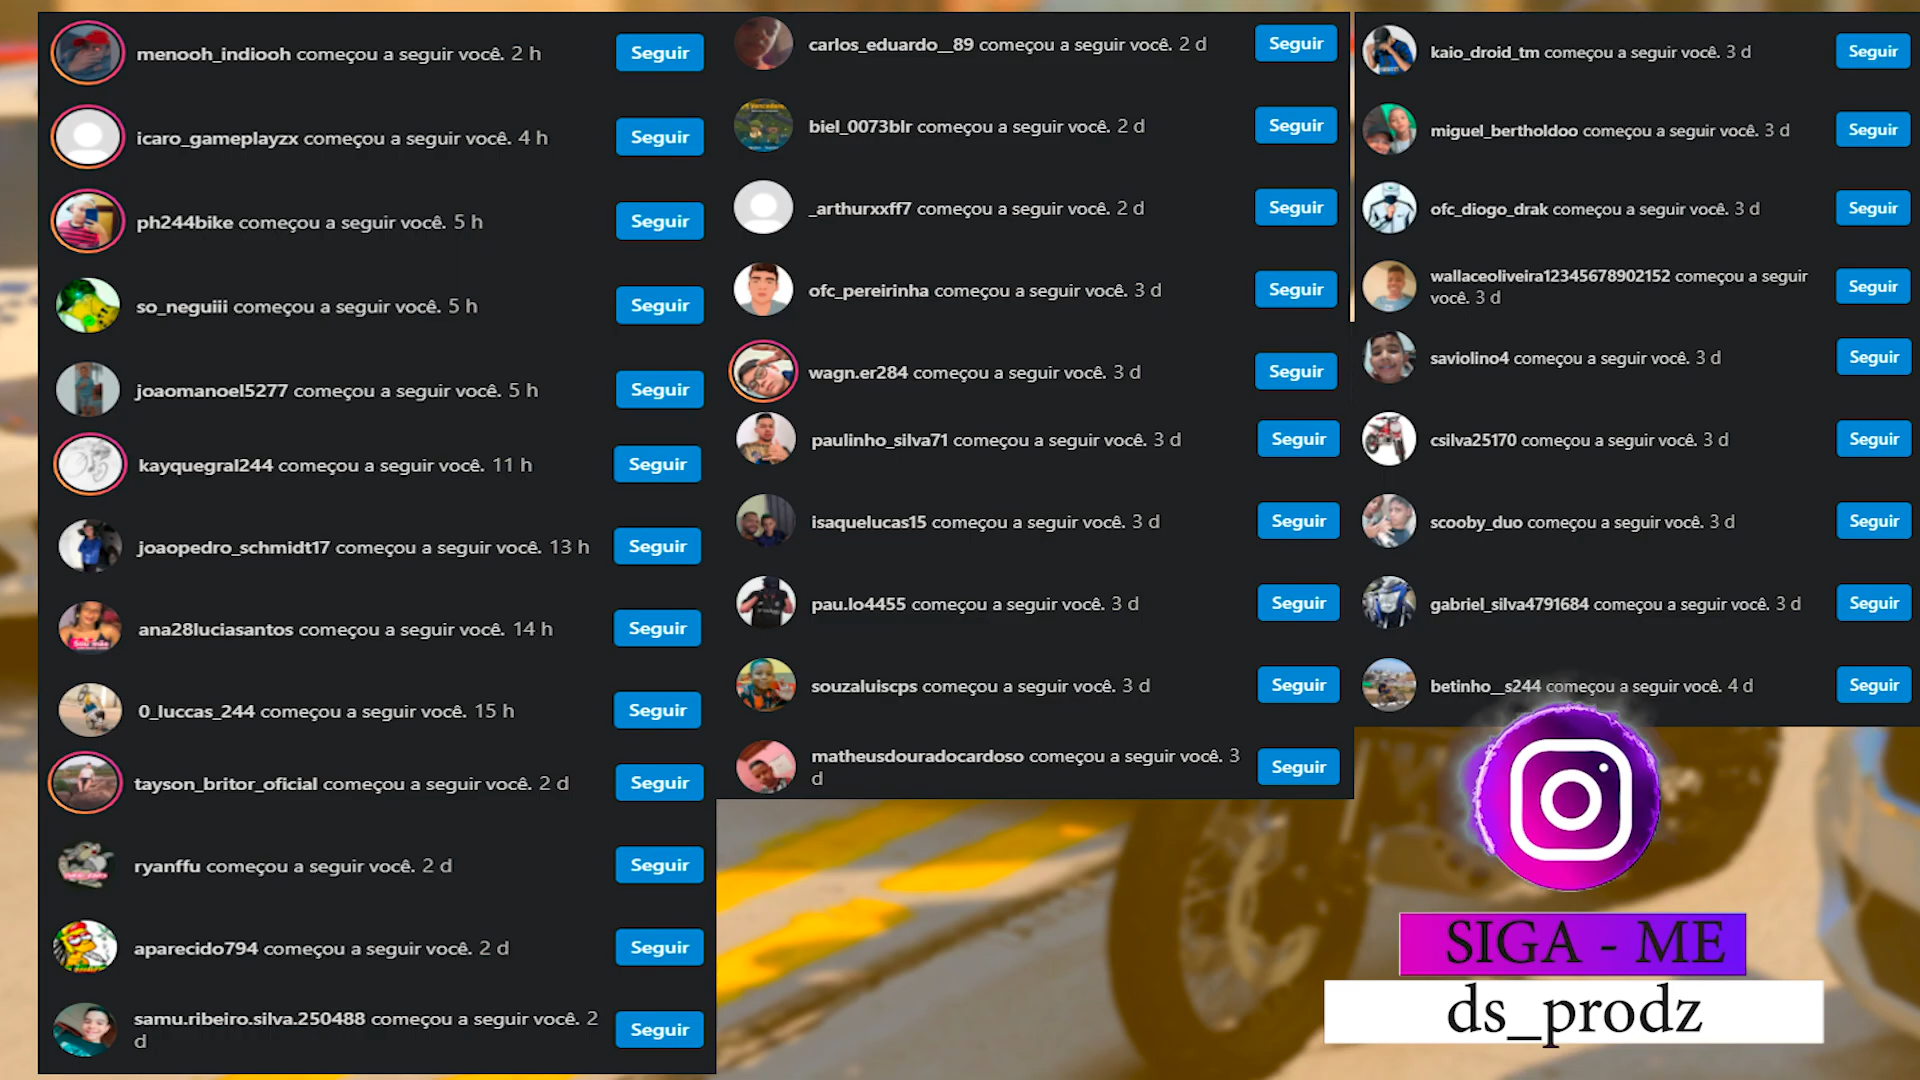 menooh_indiooh começou a seguir você. 2 h
Seguir
icaro_gameplayzx começou a seguir você. 4 h
Seguir
ph244bike começou a seguir você. 5 h
Seguir
so_neguiii começou a seguir você. 5 h
Seguir
joaomanoel5277 começou a seguir você. 5 h
Seguir
kayquegral244 começou a seguir você. 11 h
Seguir
joaopedro_schmidt17 começou a seguir você. 13 h
Seguir
ana28luciasantos começou a seguir você. 14 h
Seguir
0_luccas_244 começou a seguir você. 15 h
Seguir
tayson_britor_oficial começou a seguir você. 2 d
Seguir
ryanffu começou a seguir você. 2 d
Seguir
aparecido794 começou a seguir você. 2 d
Seguir
samu.ribeiro.silva.250488 começou a seguir você. 2
d
Seguir
carlos_eduardo__89 começou a seguir você. 2 d
Seguir
biel_0073blr começou a seguir você. 2 d
Seguir
_arthurxxff7 começou a seguir você. 2 d
Seguir
ofc_pereirinha começou a seguir você. 3 d
Seguir
wagn.er284 começou a seguir você. 3 d
Seguir
paulinho_silva71 começou a seguir você. 3 d
Seguir
isaquelucas15 começou a seguir você. 3 d
Seguir
pau.lo4455 começou a seguir você. 3 d
Seguir
souzaluiscps começou a seguir você. 3 d
Seguir
matheusdouradocardoso começou a seguir você. 3
d
Seguir
kaio_droid_tm começou a seguir você. 3 d
Seguir
miguel_bertholdoo começou a seguir você. 3 d
Seguir
ofc_diogo_drak começou a seguir você. 3 d
Seguir
wallaceoliveira12345678902152 começou a seguir
você. 3 d
Seguir
saviolino4 começou a seguir você. 3 d
Seguir
csilva25170 começou a seguir você. 3 d
Seguir
scooby_duo começou a seguir você. 3 d
Seguir
gabriel_silva4791684 começou a seguir você. 3 d
Seguir
betinho__s244 começou a seguir você. 4 d
Seguir
SIGA - ME
ds_prodz